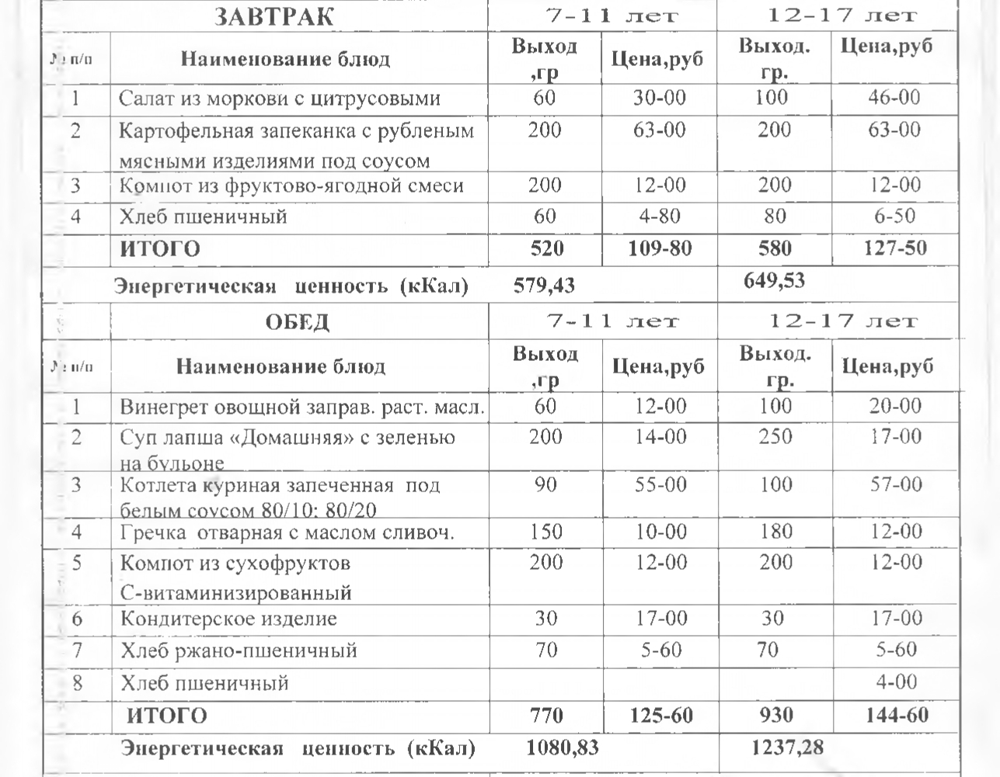 ЗАВТРАК 7-11 лет 12-17 лет
№ п/п Наименование блюд Выход ,гр Цена,руб Выход. гр. Цена,руб
1 Салат из моркови с цитрусовыми 60 30-00 100 46-00
2 Картофельная запеканка с рубленым 200 63-00 200 63-00
мясными изделиями под соусом
3 Компот из фруктово-ягодной смеси 200 12-00 200 12-00
4 Хлеб пшеничный 60 4-80 80 6-50
ИТОГО 520 109-80 580 127-50
Энергетическая ценность (кКал) 579,43 649,53
ОБЕД 7-11 лет 12-17 лет
№ п/п Наименование блюд Выход ,гр Цена,руб Выход. гр. Цена,руб
1 Винегрет овощной заправ. раст. масл. 60 12-00 100 20-00
2 Суп лапша «Домашняя» с зеленью 200 14-00 250 17-00
на бульоне
3 Котлета куриная запеченная под 90 55-00 100 57-00
белым соусом 80/10; 80/20
4 Гречка отварная с маслом сливоч. 150 10-00 180 12-00
5 Компот из сухофруктов 200 12-00 200 12-00
С-витаминизированный
6 Кондитерское изделие 30 17-00 30 17-00
7 Хлеб ржано-пшеничный 70 5-60 70 5-60
8 Хлеб пшеничный 4-00
ИТОГО 770 125-60 930 144-60
Энергетическая ценность (кКал) 1080,83 1237,28